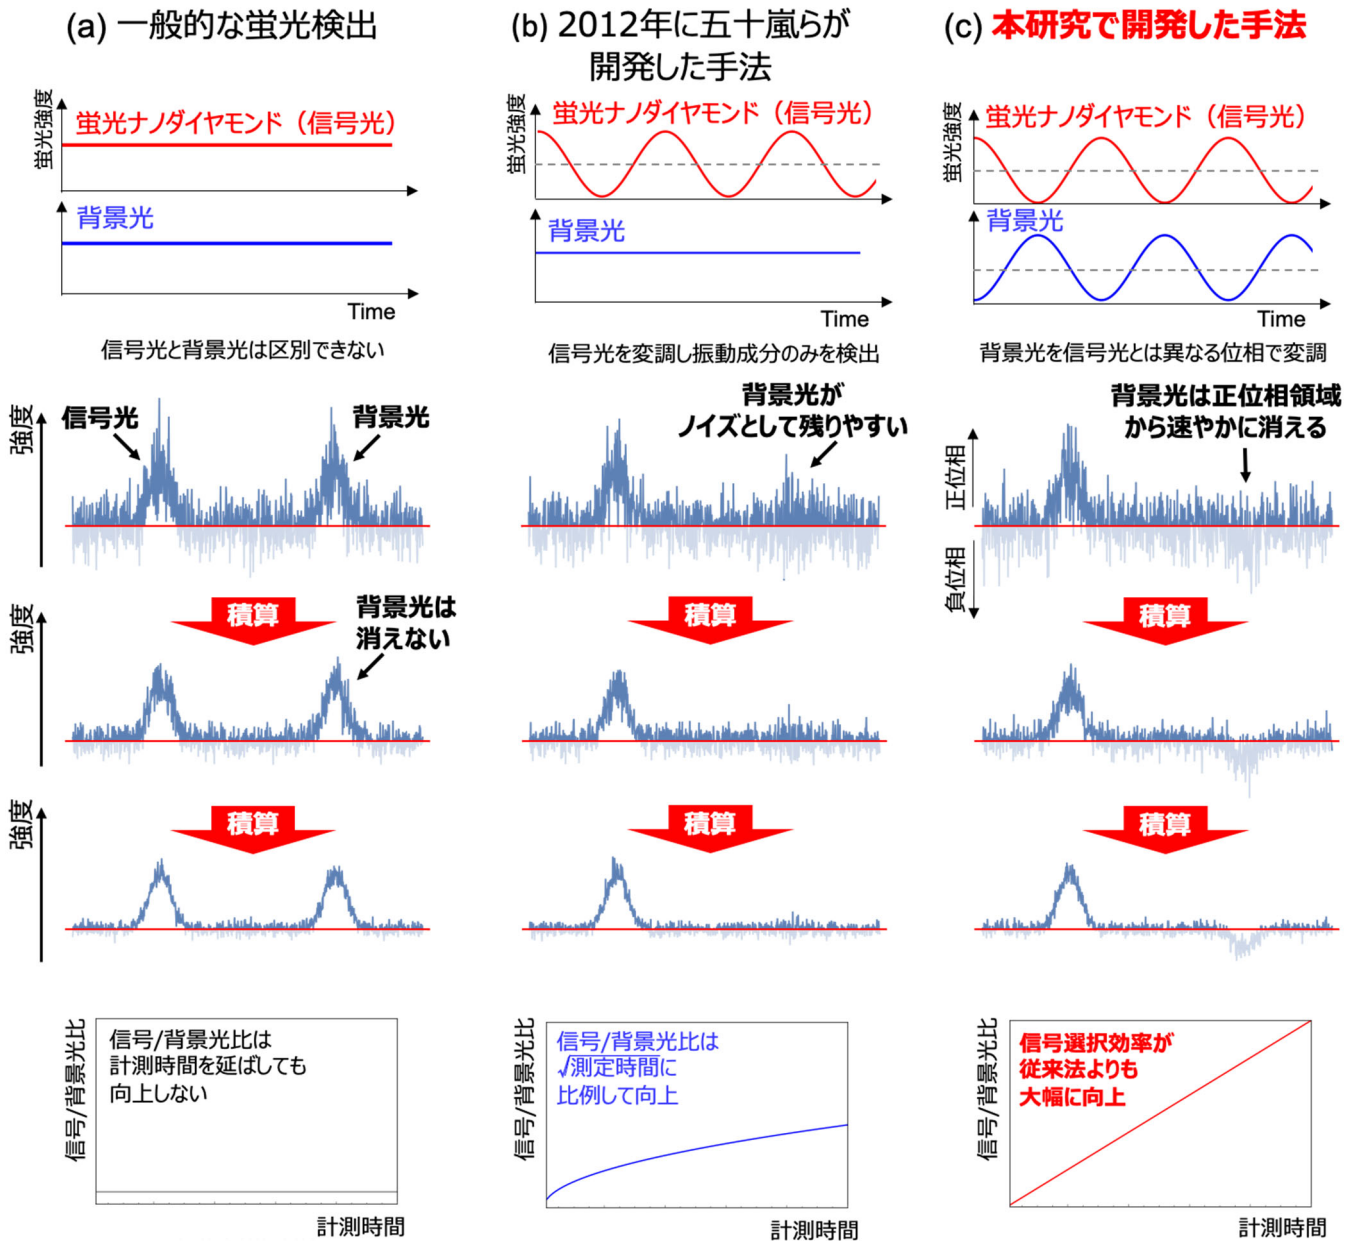 (a) 一般的な蛍光検出
蛍光強度
蛍光ナノダイヤモンド（信号光）
背景光
Time
信号光と背景光は区別できない
強度
信号光
背景光
積算
強度
背景光は
消えない
積算
強度
信号/背景光比
信号/背景光比は
計測時間を延ばしても
向上しない
計測時間
(b) 2012年に五十嵐らが
開発した手法
蛍光強度
蛍光ナノダイヤモンド（信号光）
背景光
Time
信号光を変調し振動成分のみを検出
背景光が
ノイズとして残りやすい
積算
積算
信号/背景光比
信号/背景光比は
√測定時間に
比例して向上
計測時間
(c) 本研究で開発した手法
蛍光強度
蛍光ナノダイヤモンド（信号光）
背景光
Time
背景光を信号光とは異なる位相で変調
背景光は正位相領域
から速やかに消える
正位相
負位相
積算
積算
信号/背景光比
信号選択効率が
従来法よりも
大幅に向上
計測時間